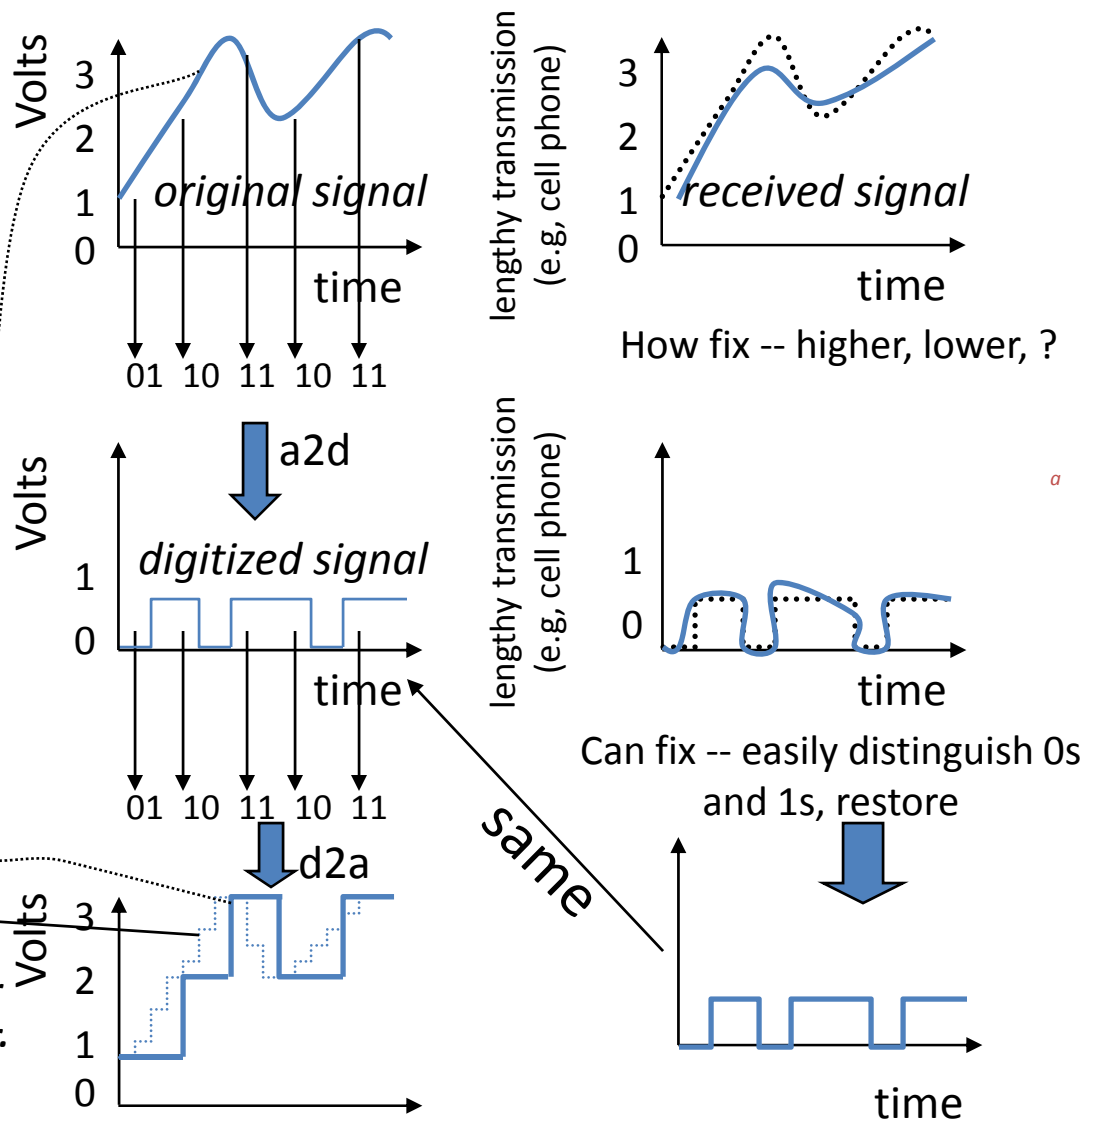 Volts
3
2
1
0
original signal
time
01 10 11 10 11
lengthy transmission
(e.g, cell phone)
3
2
1
0
received signal
time
How fix -- higher, lower, ?
a2d
Volts
1
0
digitized signal
time
01 10 11 10 11
lengthy transmission
(e.g, cell phone)
1
0
a
time
Can fix -- easily distinguish 0s
and 1s, restore
same
d2a
Volts
3
2
1
0
time